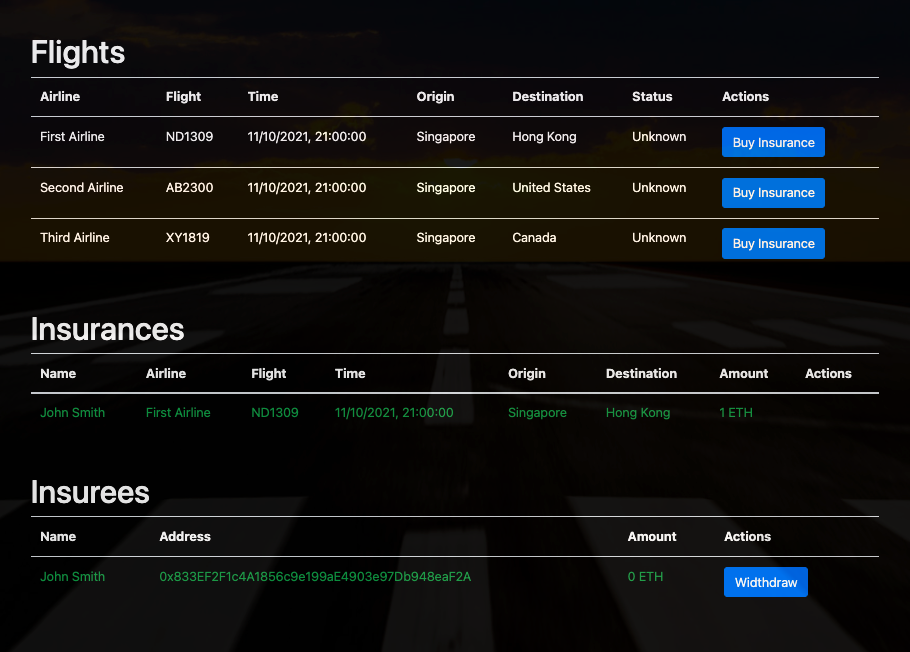 Flights
Airline Flight Time Origin Destination Status Actions
First Airline ND1309 11/10/2021, 21:00:00 Singapore Hong Kong Unknown Buy Insurance
Second Airline AB2300 11/10/2021, 21:00:00 Singapore United States Unknown Buy Insurance
Third Airline XY1819 11/10/2021, 21:00:00 Singapore Canada Unknown Buy Insurance
Insurances
Name Airline Flight Time Origin Destination Amount Actions
John Smith First Airline ND1309 11/10/2021, 21:00:00 Singapore Hong Kong 1 ETH
Insurees
Name Address Amount Actions
John Smith 0x833EF2F1c4A1856c9e199aE4903e97Db948eaF2A 0 ETH Widthdraw